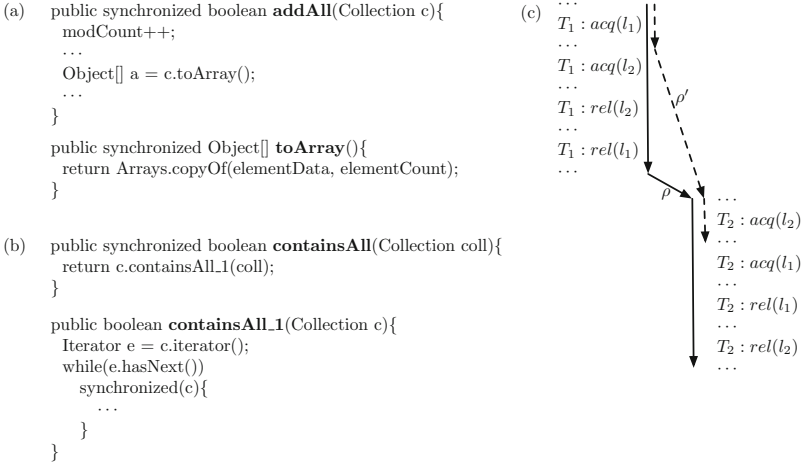 (a)
public synchronized boolean addAll(Collection c){
modCount++;
...
Object[] a = c.toArray();
...
}
public synchronized Object[] toArray(){
return Arrays.copyOf(elementData, elementCount);
}
(b)
public synchronized boolean containsAll(Collection coll){
return c.containsAll_1(coll);
}
public boolean containsAll_1(Collection c){
Iterator e = c.iterator();
while(e.hasNext())
synchronized(c){
...
}
}
(c)
...
T₁ : acq(l₁)
...
T₁ : acq(l₂)
...
T₁ : rel(l₂)
...
T₁ : rel(l₁)
...
ρ′
ρ
...
T₂ : acq(l₂)
...
T₂ : acq(l₁)
...
T₂ : rel(l₁)
...
T₂ : rel(l₂)
...